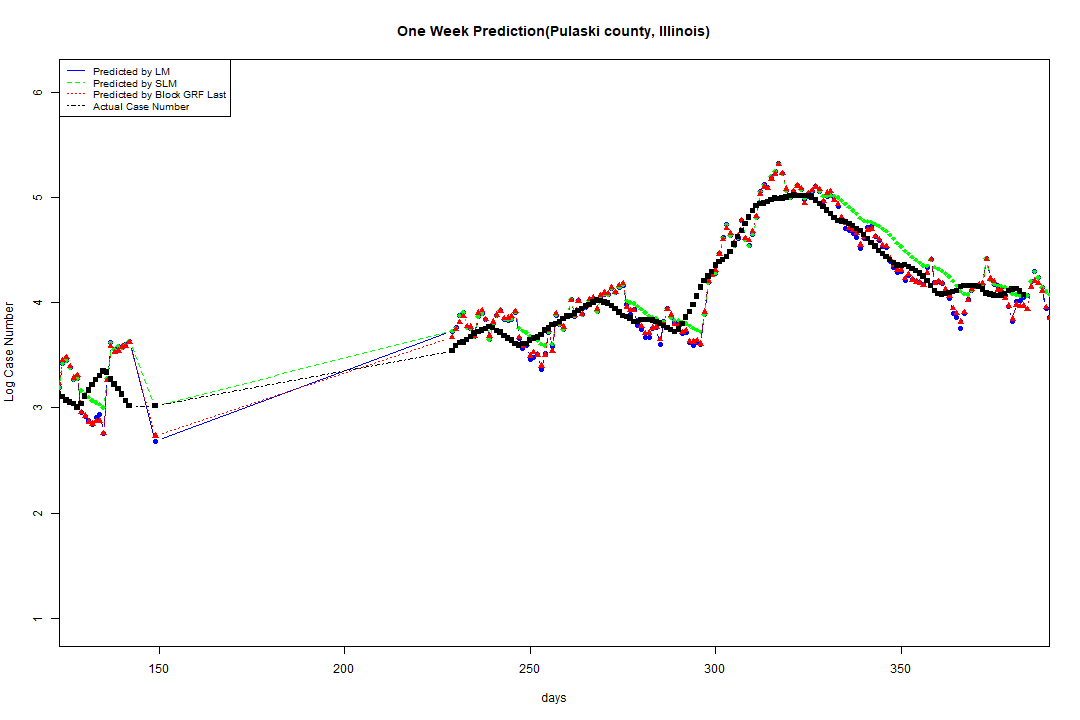 One Week Prediction(Pulaski county, Illinois)
Predicted by LM
Predicted by SLM
Predicted by Block GRF Last
Actual Case Number
6
5
4
3
2
1
Log Case Number
150 200 250 300 350
days